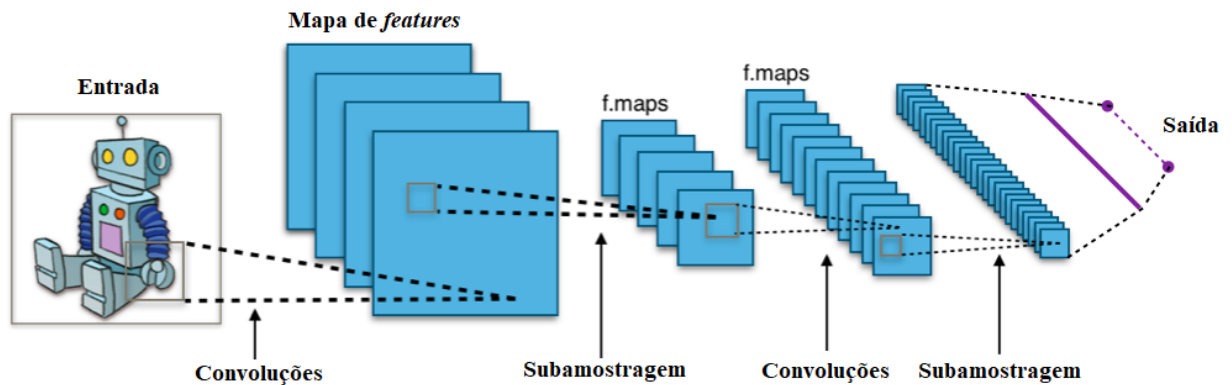 Mapa de features
Entrada
f.maps
f.maps
Saída
Convoluções
Subamostragem
Convoluções
Subamostragem